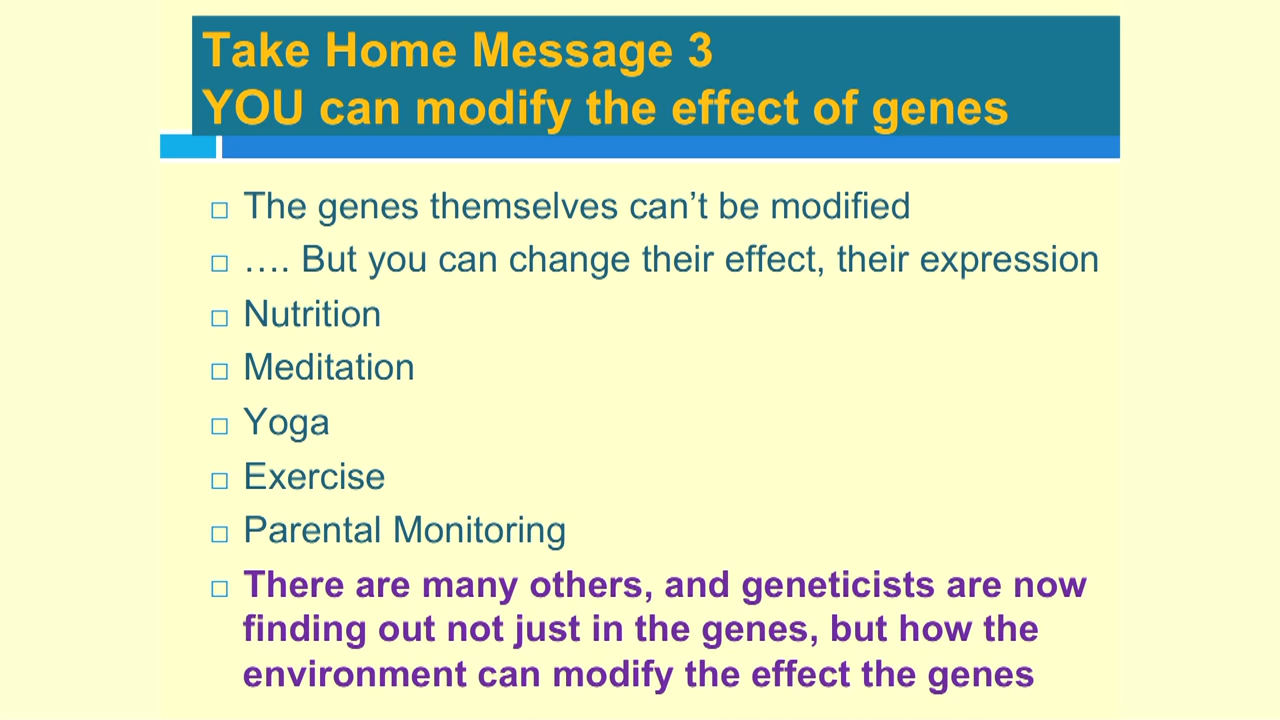 Take Home Message 3
YOU can modify the effect of genes
The genes themselves can’t be modified
…. But you can change their effect, their expression
Nutrition
Meditation
Yoga
Exercise
Parental Monitoring
There are many others, and geneticists are now
finding out not just in the genes, but how the
environment can modify the effect the genes